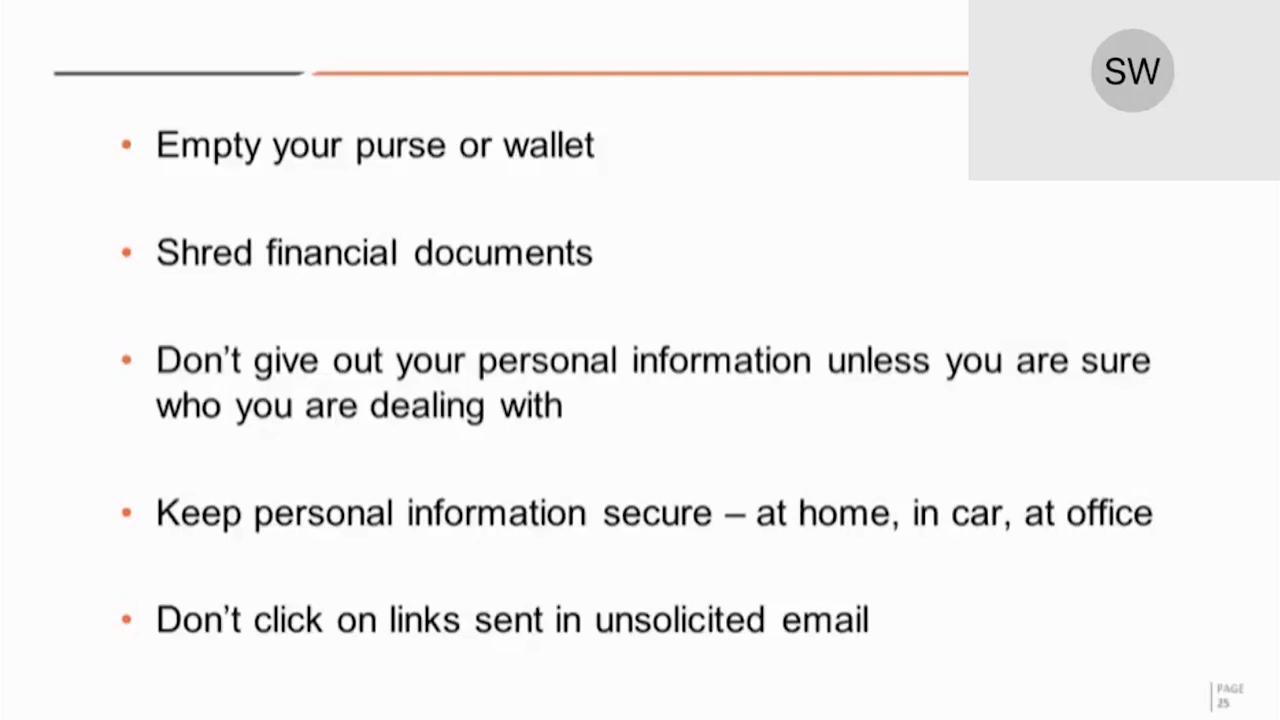 SW
• Empty your purse or wallet
• Shred financial documents
• Don’t give out your personal information unless you are sure
who you are dealing with
• Keep personal information secure – at home, in car, at office
• Don’t click on links sent in unsolicited email
PAGE
25